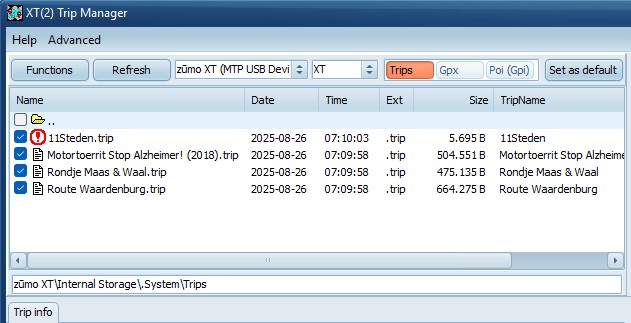 XT(2) Trip Manager
Help Advanced
Functions Refresh zūmo XT (MTP USB Devi XT Trips Gpx Poi (Gpi) Set as default
Name Date Time Ext Size TripName
..
11Steden.trip 2025-08-26 07:10:03 .trip 5.695 B 11Steden
Motortoerrit Stop Alzheimer! (2018).trip 2025-08-26 07:09:58 .trip 504.551 B Motortoerrit Stop Alzheime
Rondje Maas & Waal.trip 2025-08-26 07:09:58 .trip 475.135 B Rondje Maas & Waal
Route Waardenburg.trip 2025-08-26 07:09:58 .trip 664.275 B Route Waardenburg
zūmo XT\Internal Storage\.System\Trips
Trip info